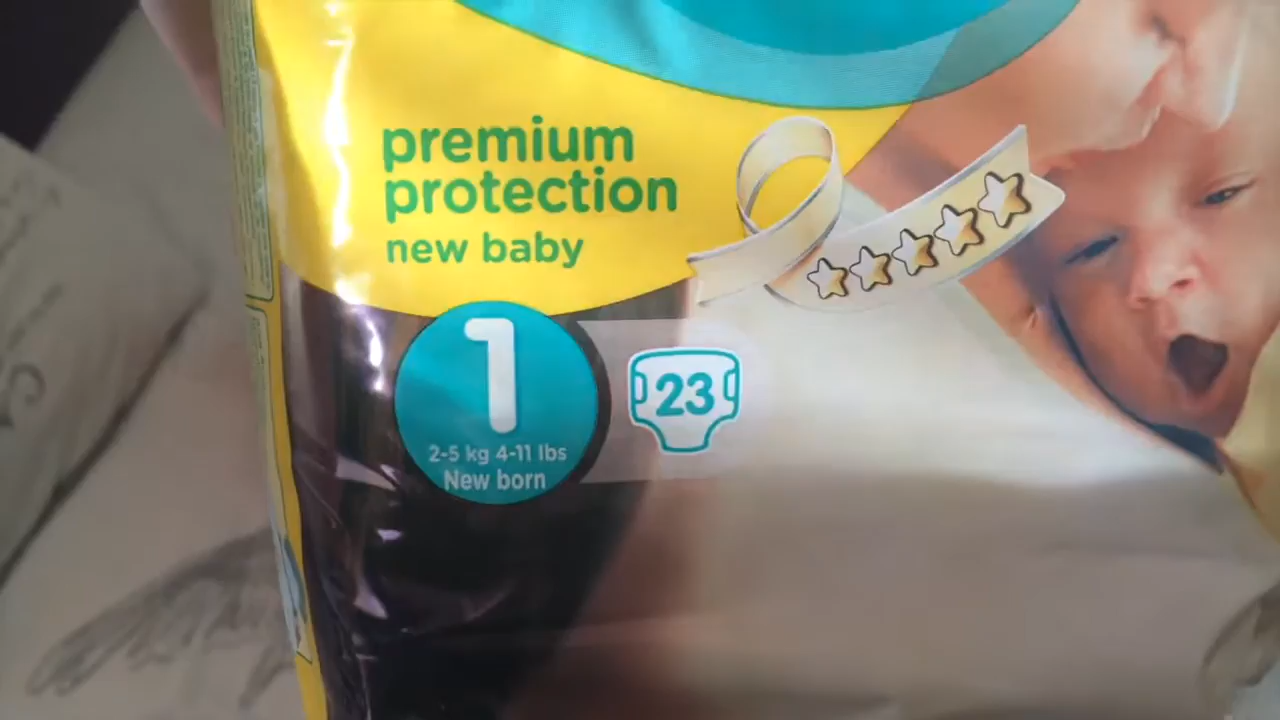 premium
protection
new baby
1
23
2-5 kg 4-11 lbs
New born